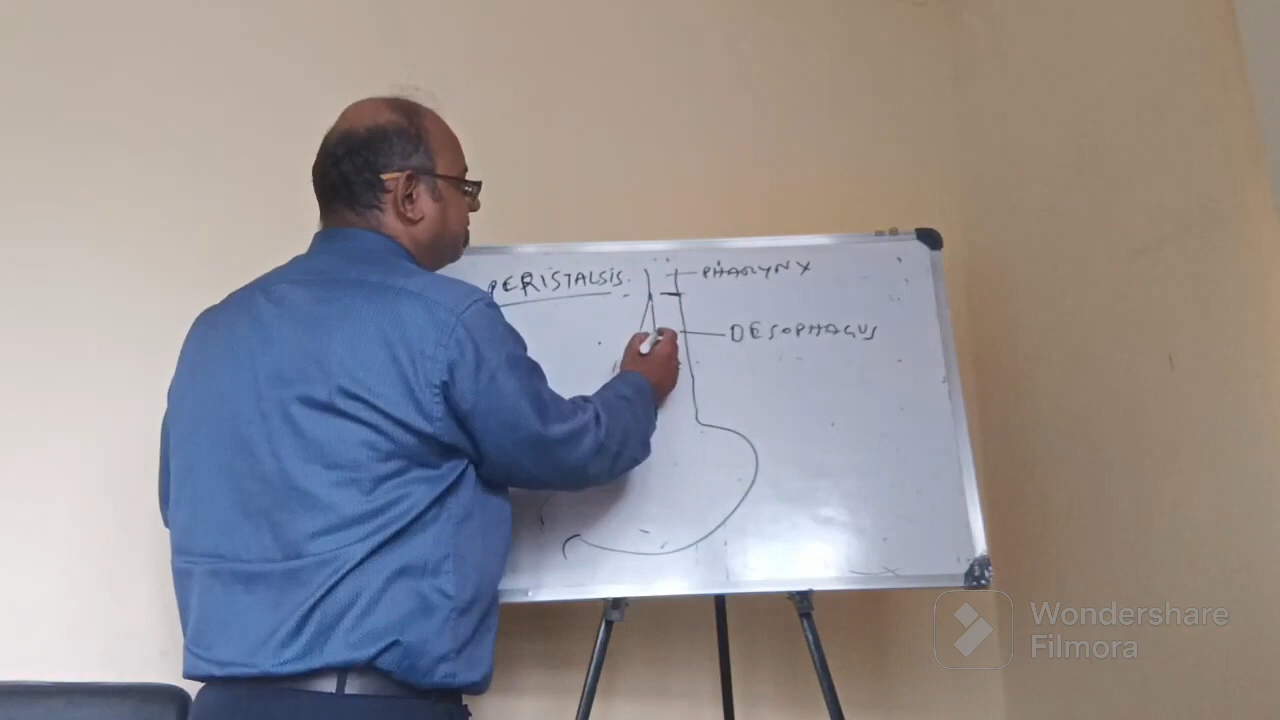 PERISTALSIS.
PHARYNX
OESOPHAGUS
Wondershare
Filmora